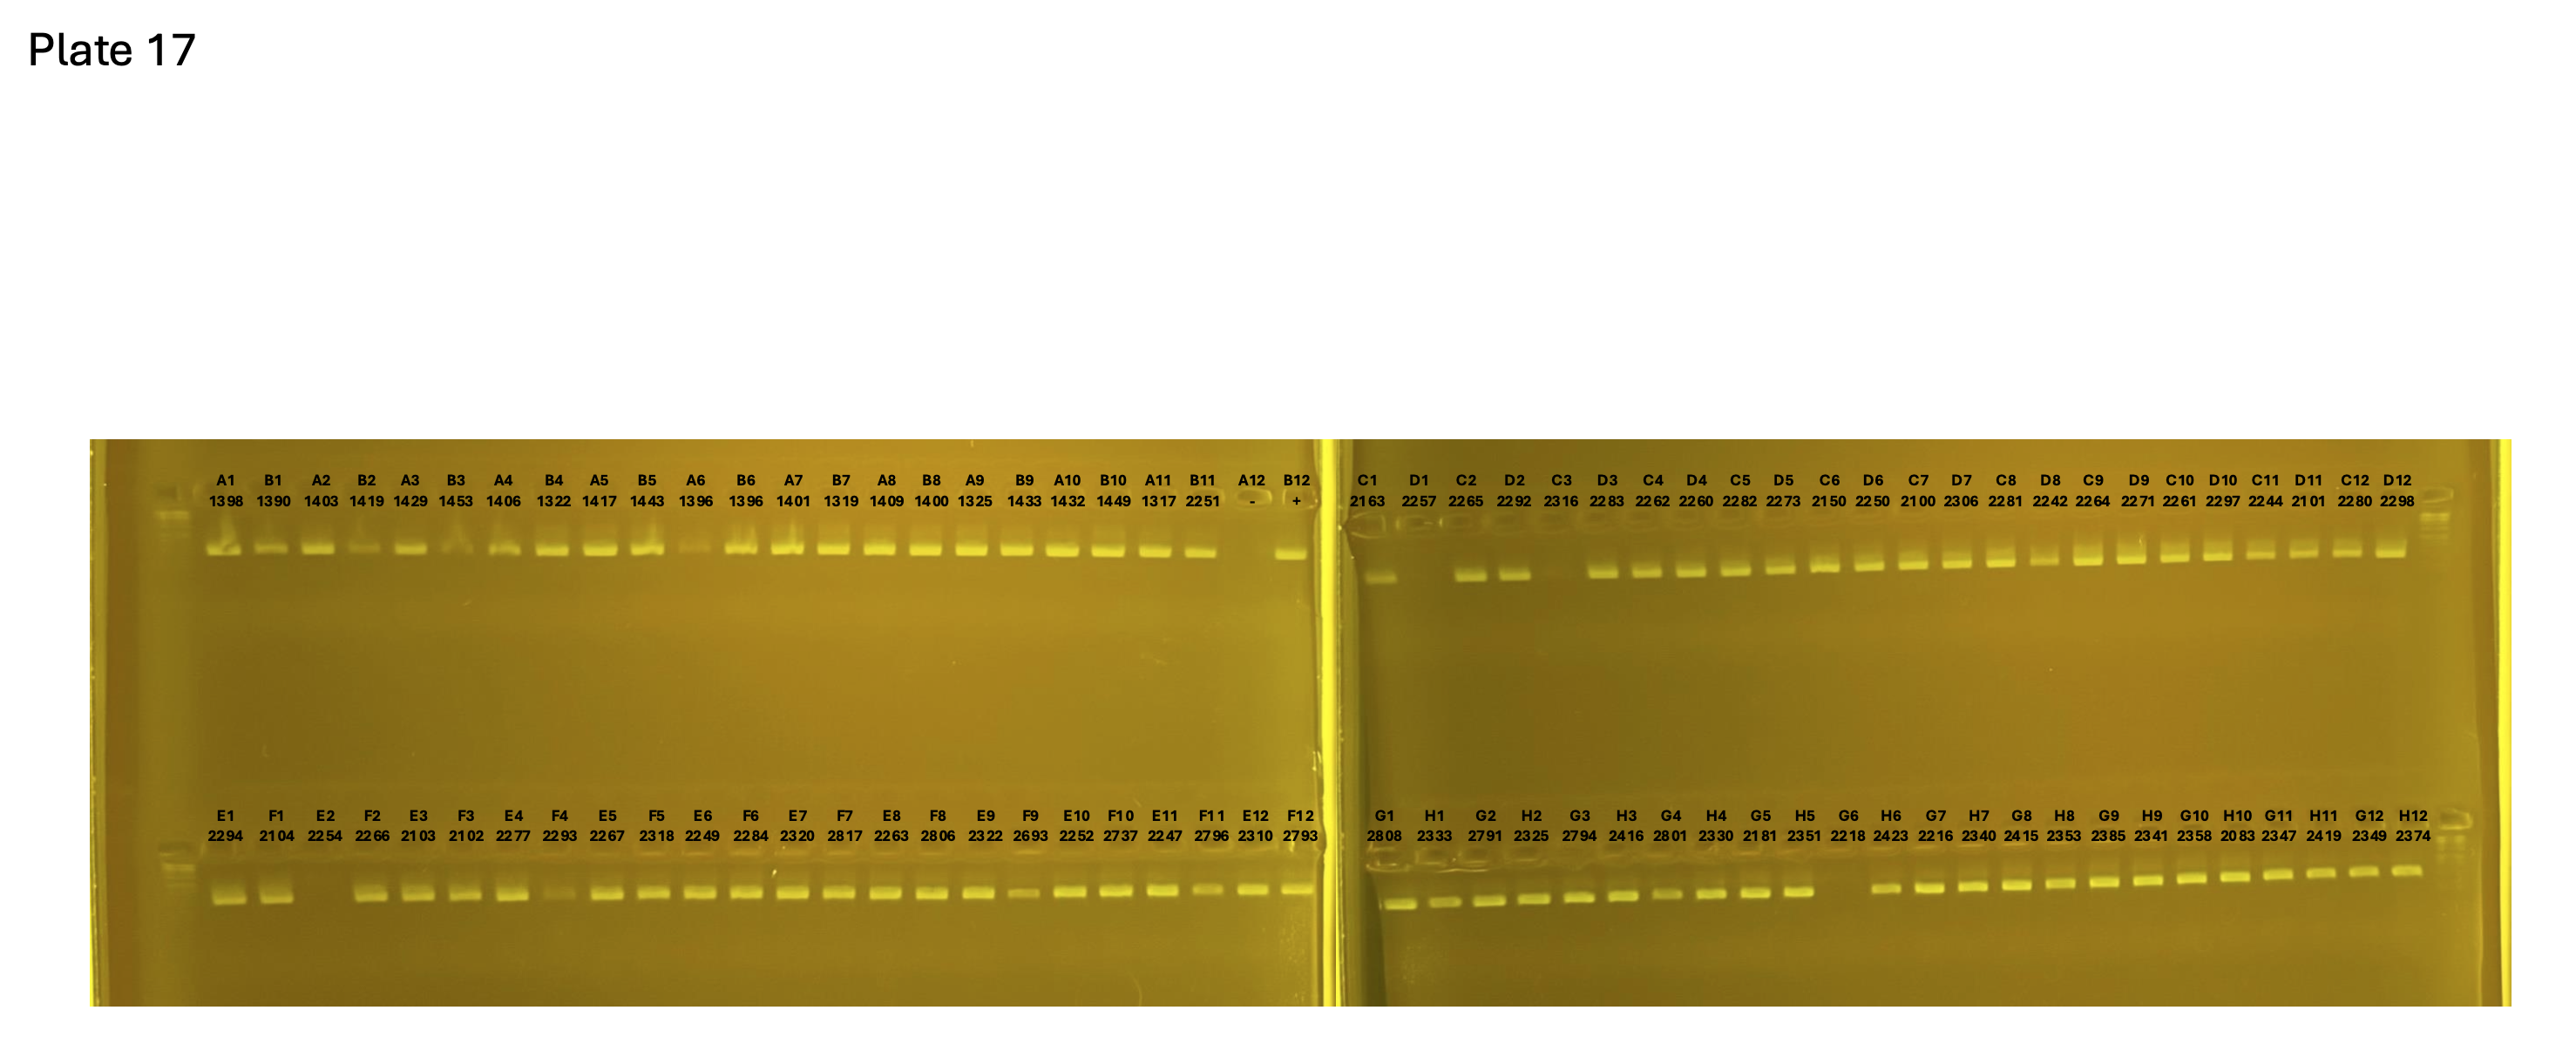 Plate 17
A1 B1 A2 B2 A3 B3 A4 B4 A5 B5 A6 B6 A7 B7 A8 B8 A9 B9 A10 B10 A11 B11 A12 B12
1398 1390 1403 1419 1429 1453 1406 1322 1417 1443 1396 1396 1401 1319 1409 1400 1325 1433 1432 1449 1317 2251 - +
C1 D1 C2 D2 C3 D3 C4 D4 C5 D5 C6 D6 C7 D7 C8 D8 C9 D9 C10 D10 C11 D11 C12 D12
2163 2257 2265 2292 2316 2283 2262 2260 2282 2273 2150 2250 2100 2306 2281 2242 2264 2271 2261 2297 2244 2101 2280 2298
E1 F1 E2 F2 E3 F3 E4 F4 E5 F5 E6 F6 E7 F7 E8 F8 E9 F9 E10 F10 E11 F11 E12 F12
2294 2104 2254 2266 2103 2102 2277 2293 2267 2318 2249 2284 2320 2817 2263 2806 2322 2693 2252 2737 2247 2796 2310 2793
G1 H1 G2 H2 G3 H3 G4 H4 G5 H5 G6 H6 G7 H7 G8 H8 G9 H9 G10 H10 G11 H11 G12 H12
2808 2333 2791 2325 2794 2416 2801 2330 2181 2351 2218 2423 2216 2340 2415 2353 2385 2341 2358 2083 2347 2419 2349 2374